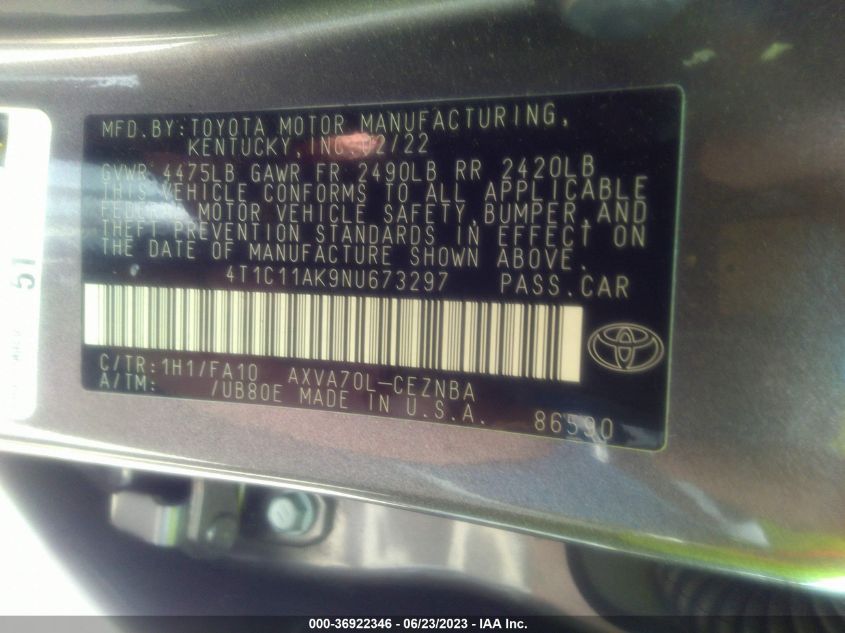 MFD.BY:TOYOTA MOTOR MANUFACTURING,
KENTUCKY,INC. 02/22
GVWR 4475LB GAWR FR 2490LB RR 2420LB
THIS VEHICLE CONFORMS TO ALL APPLICABLE
FEDERAL MOTOR VEHICLE SAFETY,BUMPER,AND
THEFT PREVENTION STANDARDS IN EFFECT ON
THE DATE OF MANUFACTURE SHOWN ABOVE.
4T1C11AK9NU673297 PASS.CAR
C/TR:1H1/FA10 AXVA70L-CEZNBA
A/TM: /UB80E MADE IN U.S.A. 86590
51
000-36922346 - 06/23/2023 - IAA Inc.